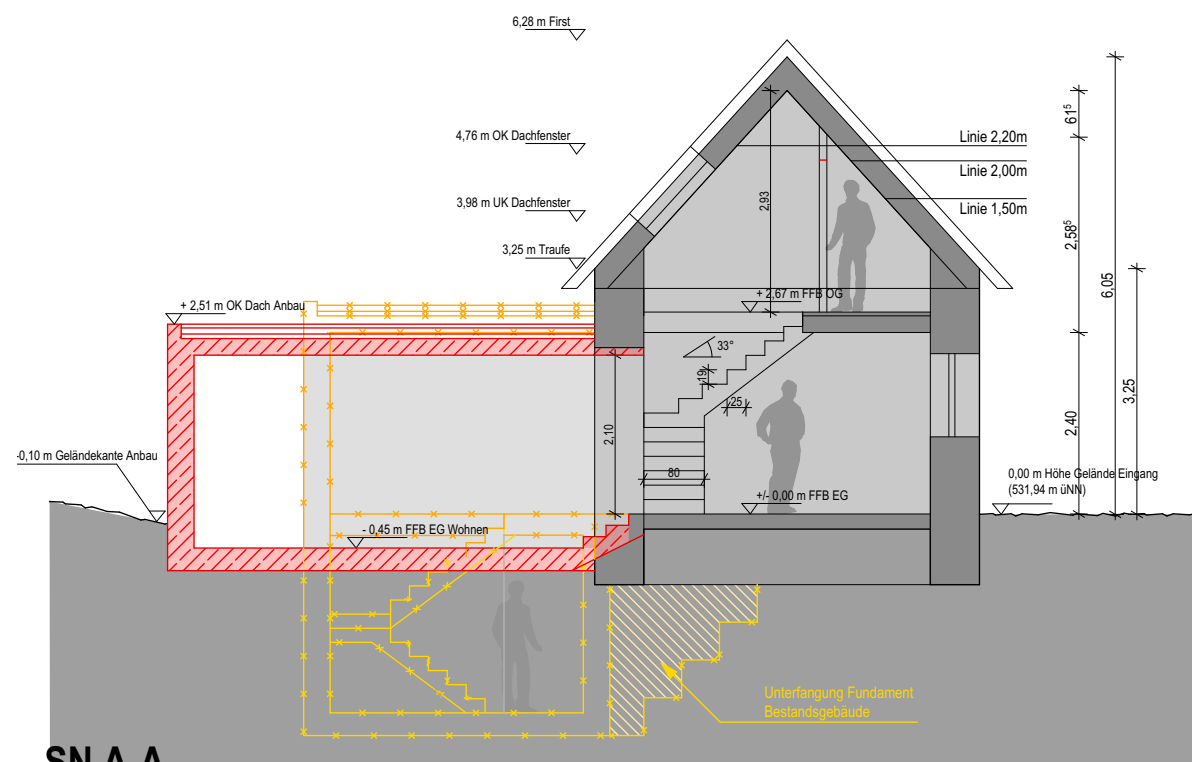 6,28 m First
4,76 m OK Dachfenster
3,98 m UK Dachfenster
3,25 m Traufe
+ 2,51 m OK Dach Anbau
-0,10 m Geländekante Anbau
- 0,45 m FFB EG Wohnen
2,93
+ 2,67 m FFB OG
33°
19
25
2,10
80
+/- 0,00 m FFB EG
Linie 2,20m
Linie 2,00m
Linie 1,50m
61⁵
2,58⁵
2,40
6,05
3,25
0,00 m Höhe Gelände Eingang
(531,94 m üNN)
Unterfangung Fundament
Bestandsgebäude
SN A-A